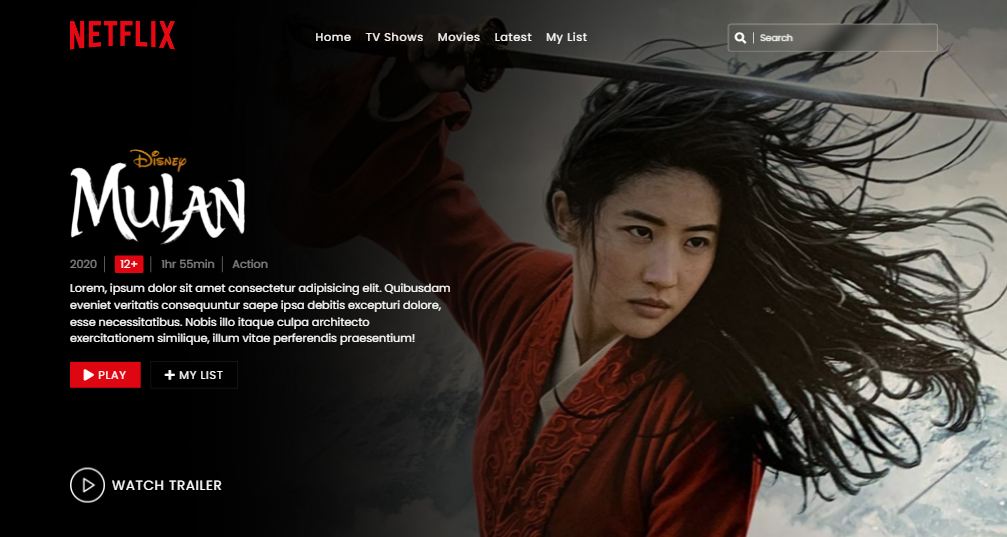 NETFLIX
Home TV Shows Movies Latest My List
Search
Disney
MULAN
2020 12+ 1hr 55min Action
Lorem, ipsum dolor sit amet consectetur adipisicing elit. Quibusdam
eveniet veritatis consequuntur saepe ipsa debitis excepturi dolore,
esse necessitatibus. Nobis illo itaque culpa architecto
exercitationem similique, illum vitae perferendis praesentium!
PLAY MY LIST
WATCH TRAILER